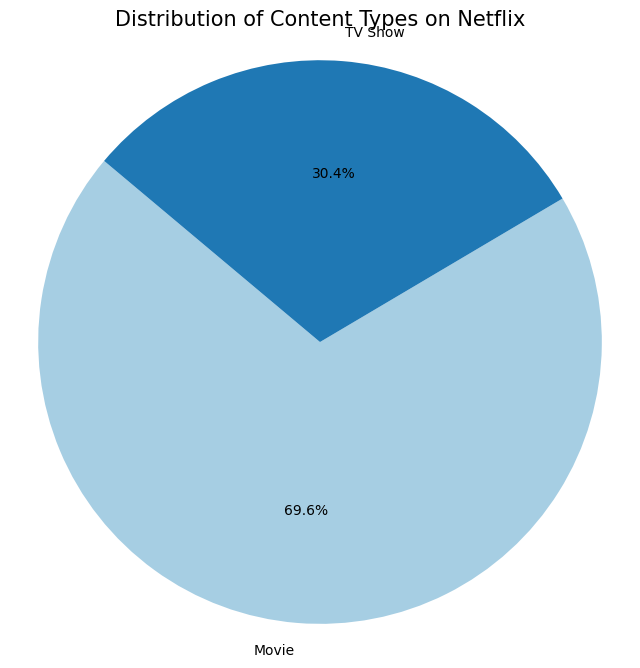 Distribution of Content Types on Netflix
TV Show
30.4%
69.6%
Movie